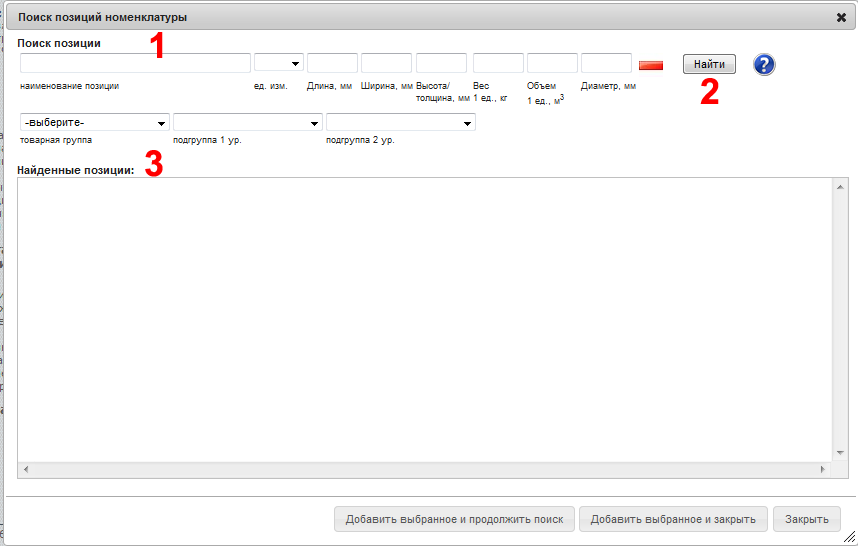 Поиск позиций номенклатуры
Поиск позиции
1
Найти
?
2
наименование позиции ед. изм. Длина, мм Ширина, мм Высота/ толщина, мм Вес 1 ед., кг Объем 1 ед., м3 Диаметр, мм
-выберите-
товарная группа подгруппа 1 ур. подгруппа 2 ур.
3
Найденные позиции:
Добавить выбранное и продолжить поиск Добавить выбранное и закрыть Закрыть